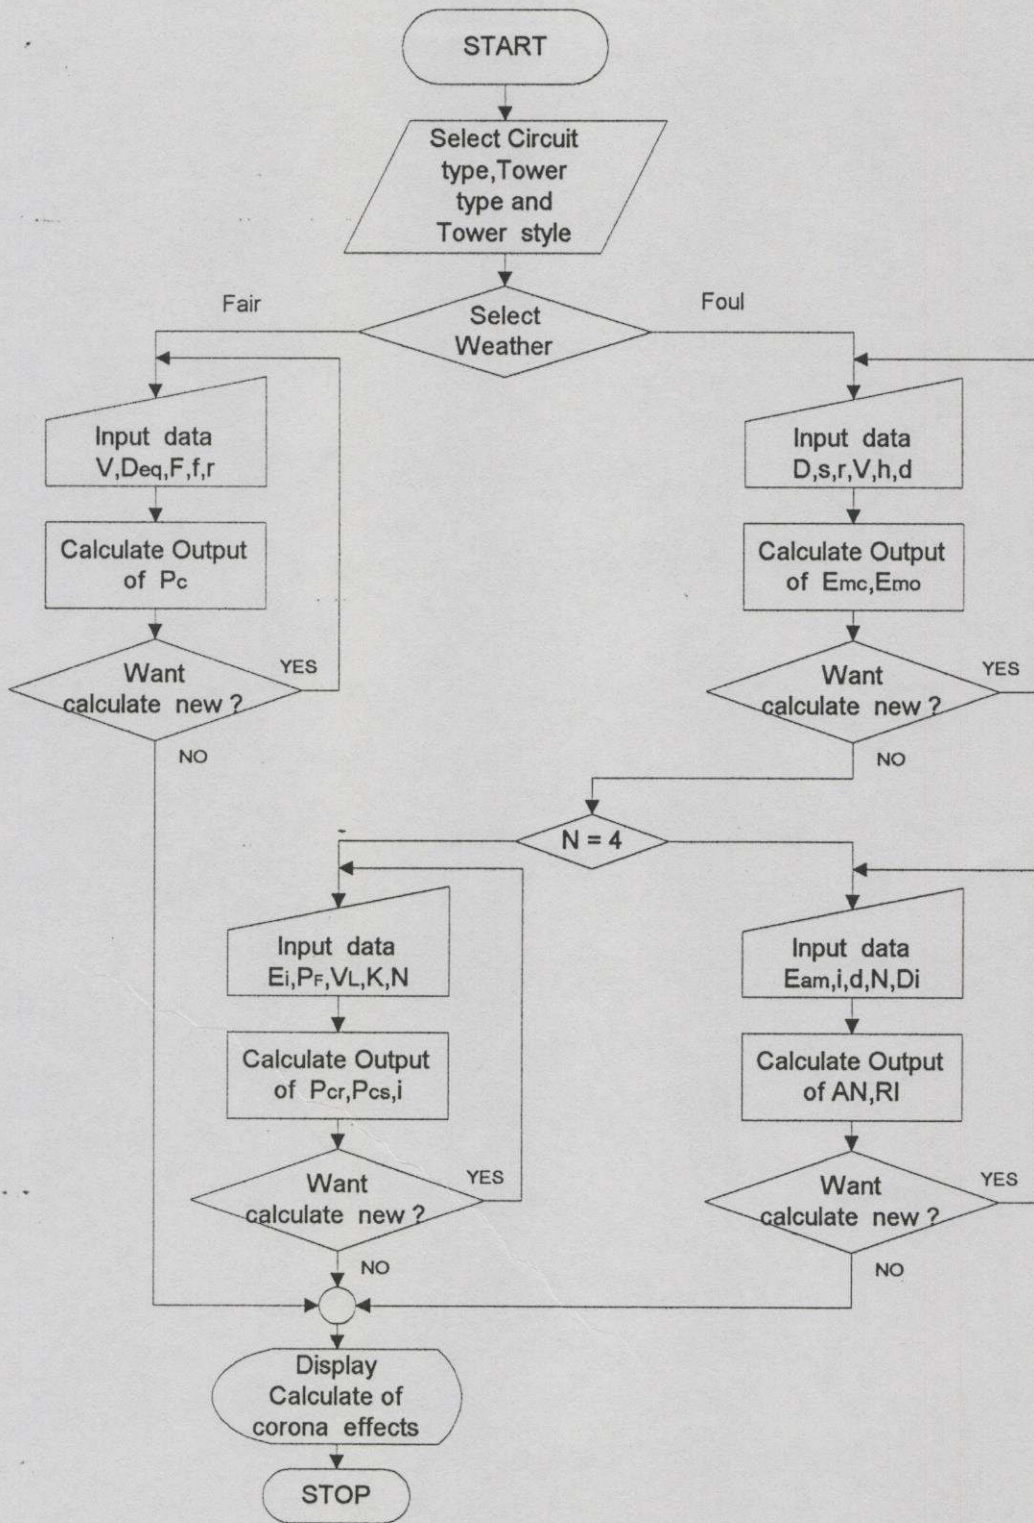 START
Select Circuit
type,Tower
type and
Tower style
Fair
Select
Weather
Foul
Input data
V,Deq,F,f,r
Calculate Output
of Pc
Want
calculate new ?
YES
NO
Input data
D,s,r,V,h,d
Calculate Output
of Emc,Emo
Want
calculate new ?
YES
NO
N = 4
Input data
Ei,PF,VL,K,N
Calculate Output
of Pcr,Pcs,i
Want
calculate new ?
YES
NO
Input data
Eam,i,d,N,Di
Calculate Output
of AN,RI
Want
calculate new ?
YES
NO
Display
Calculate of
corona effects
STOP